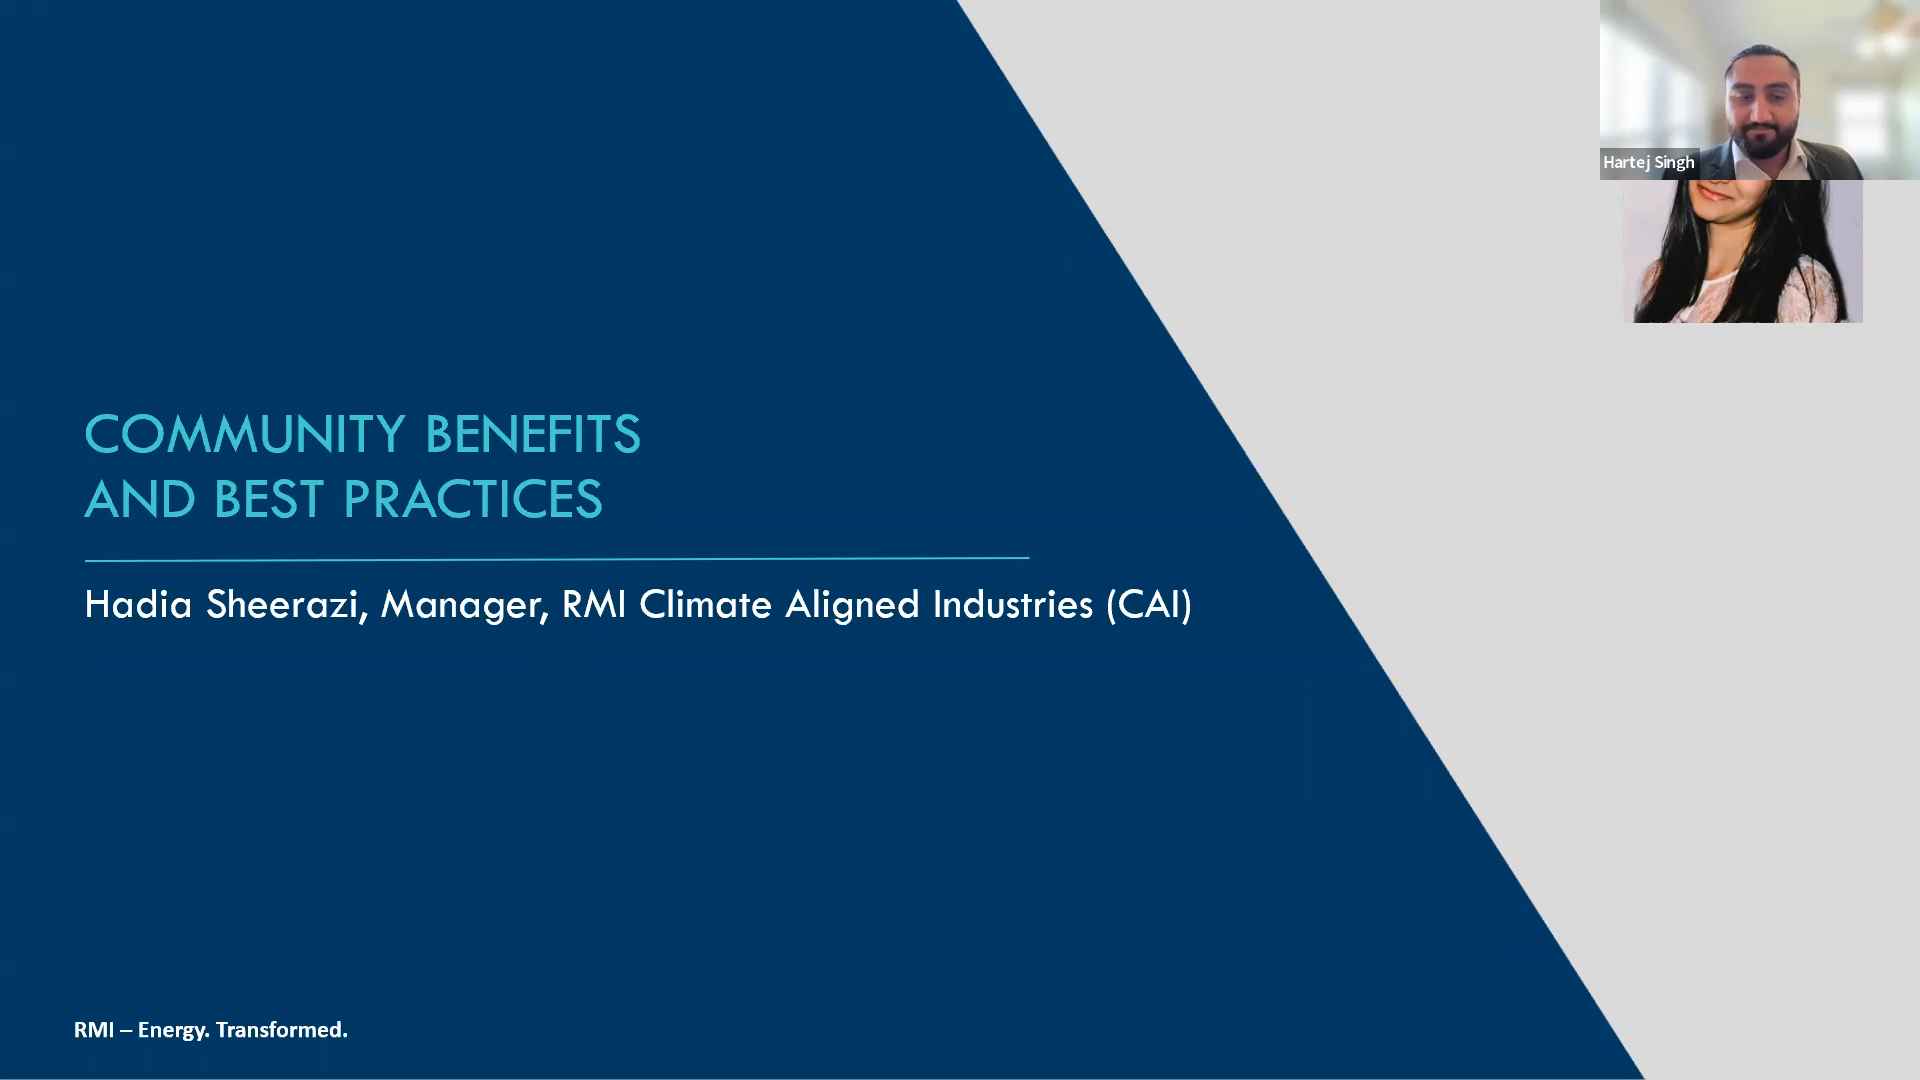 Hartej Singh
COMMUNITY BENEFITS
AND BEST PRACTICES
Hadia Sheerazi, Manager, RMI Climate Aligned Industries (CAI)
RMI – Energy. Transformed.